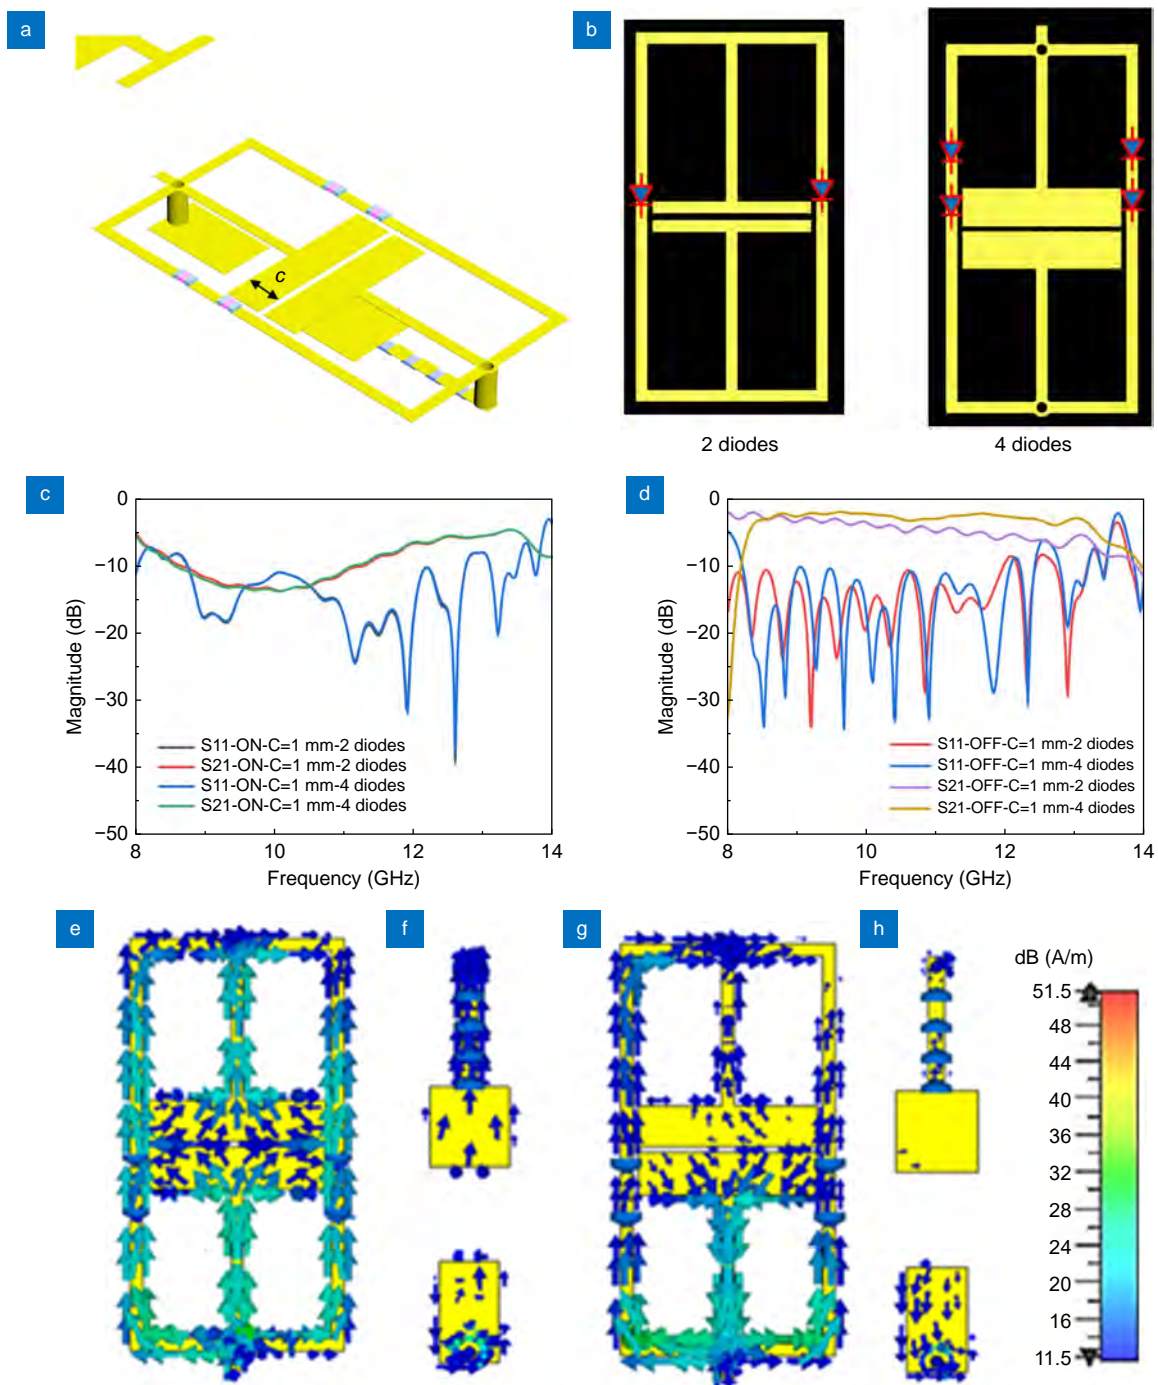 a
b
c
2 diodes
4 diodes
c
0
−10
−20
−30
−40
−50
Magnitude (dB)
S11-ON-C=1 mm-2 diodes
S21-ON-C=1 mm-2 diodes
S11-ON-C=1 mm-4 diodes
S21-ON-C=1 mm-4 diodes
8
10
12
14
Frequency (GHz)
d
0
−10
−20
−30
−40
−50
Magnitude (dB)
S11-OFF-C=1 mm-2 diodes
S11-OFF-C=1 mm-4 diodes
S21-OFF-C=1 mm-2 diodes
S21-OFF-C=1 mm-4 diodes
8
10
12
14
Frequency (GHz)
e
f
g
h
dB (A/m)
51.5
48
44
40
36
32
28
24
20
16
11.5